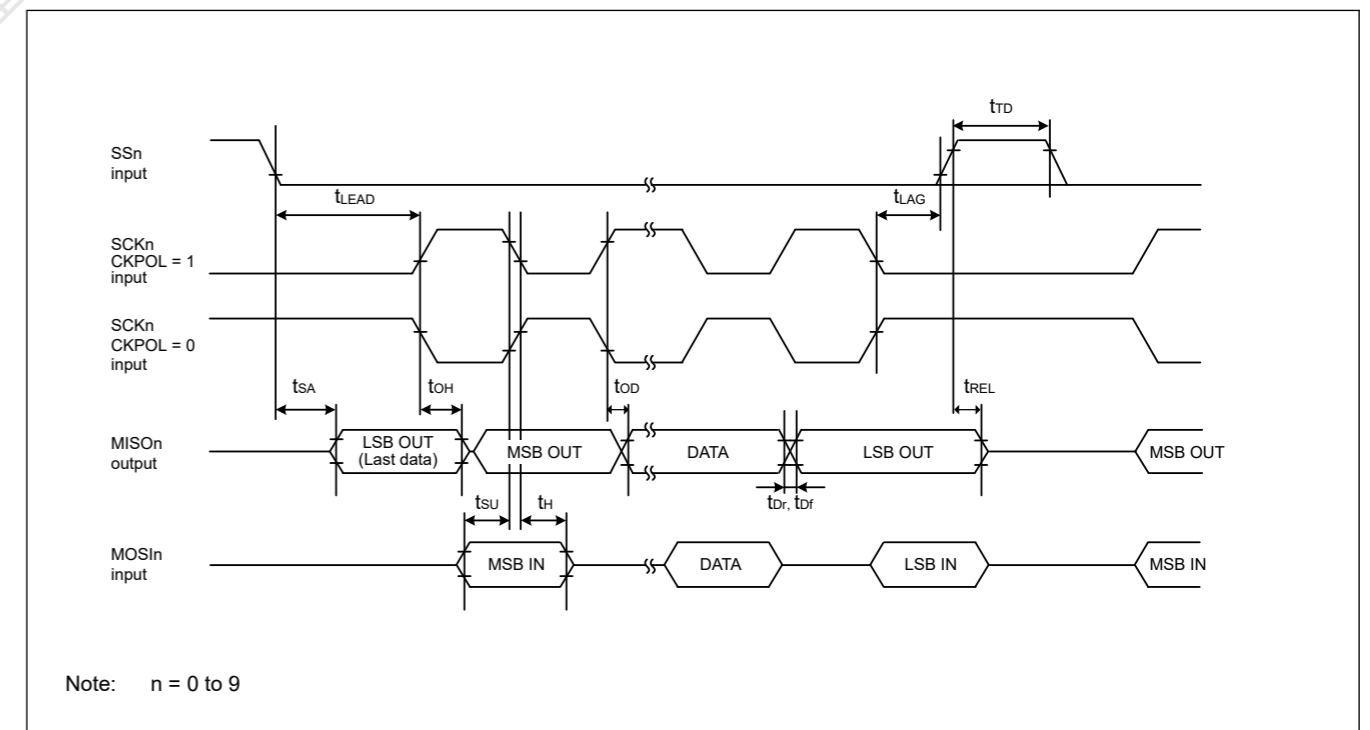 tTD
SSn
input
tLEAD
tLAG
SCKn
CKPOL = 1
input
SCKn
CKPOL = 0
input
tSA
tOH
tOD
tREL
MISOn
output
LSB OUT
(Last data)
MSB OUT
DATA
LSB OUT
MSB OUT
tSU
tH
tDr, tDf
MOSIn
input
MSB IN
DATA
LSB IN
MSB IN
Note: n = 0 to 9